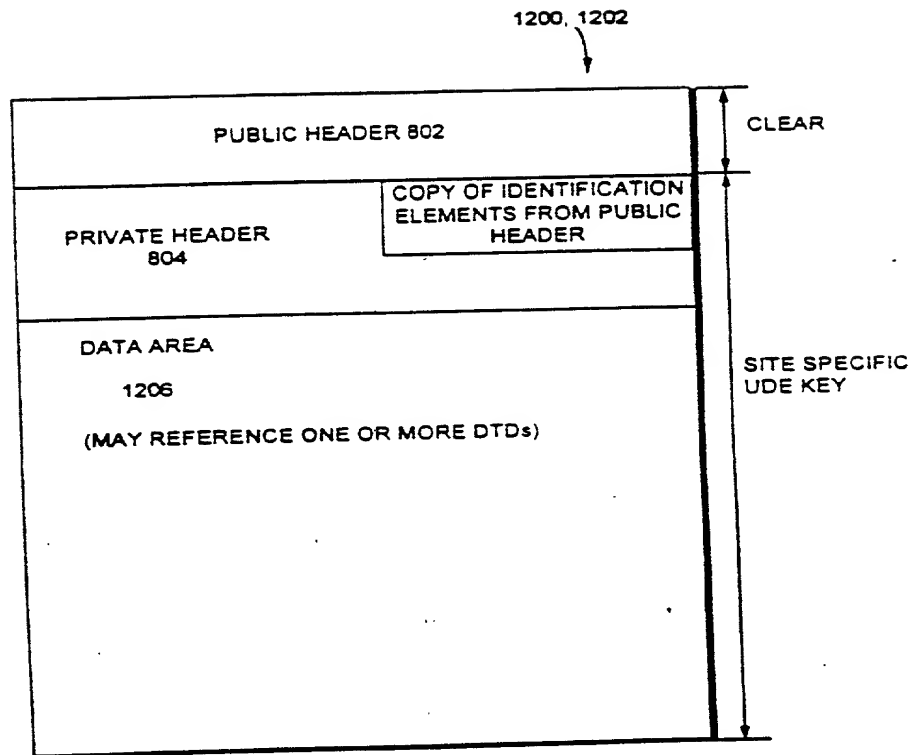 1200, 1202
PUBLIC HEADER 802
CLEAR
COPY OF IDENTIFICATION
ELEMENTS FROM PUBLIC
HEADER
PRIVATE HEADER
804
DATA AREA
1206
(MAY REFERENCE ONE OR MORE DTDs)
SITE SPECIFIC
UDE KEY